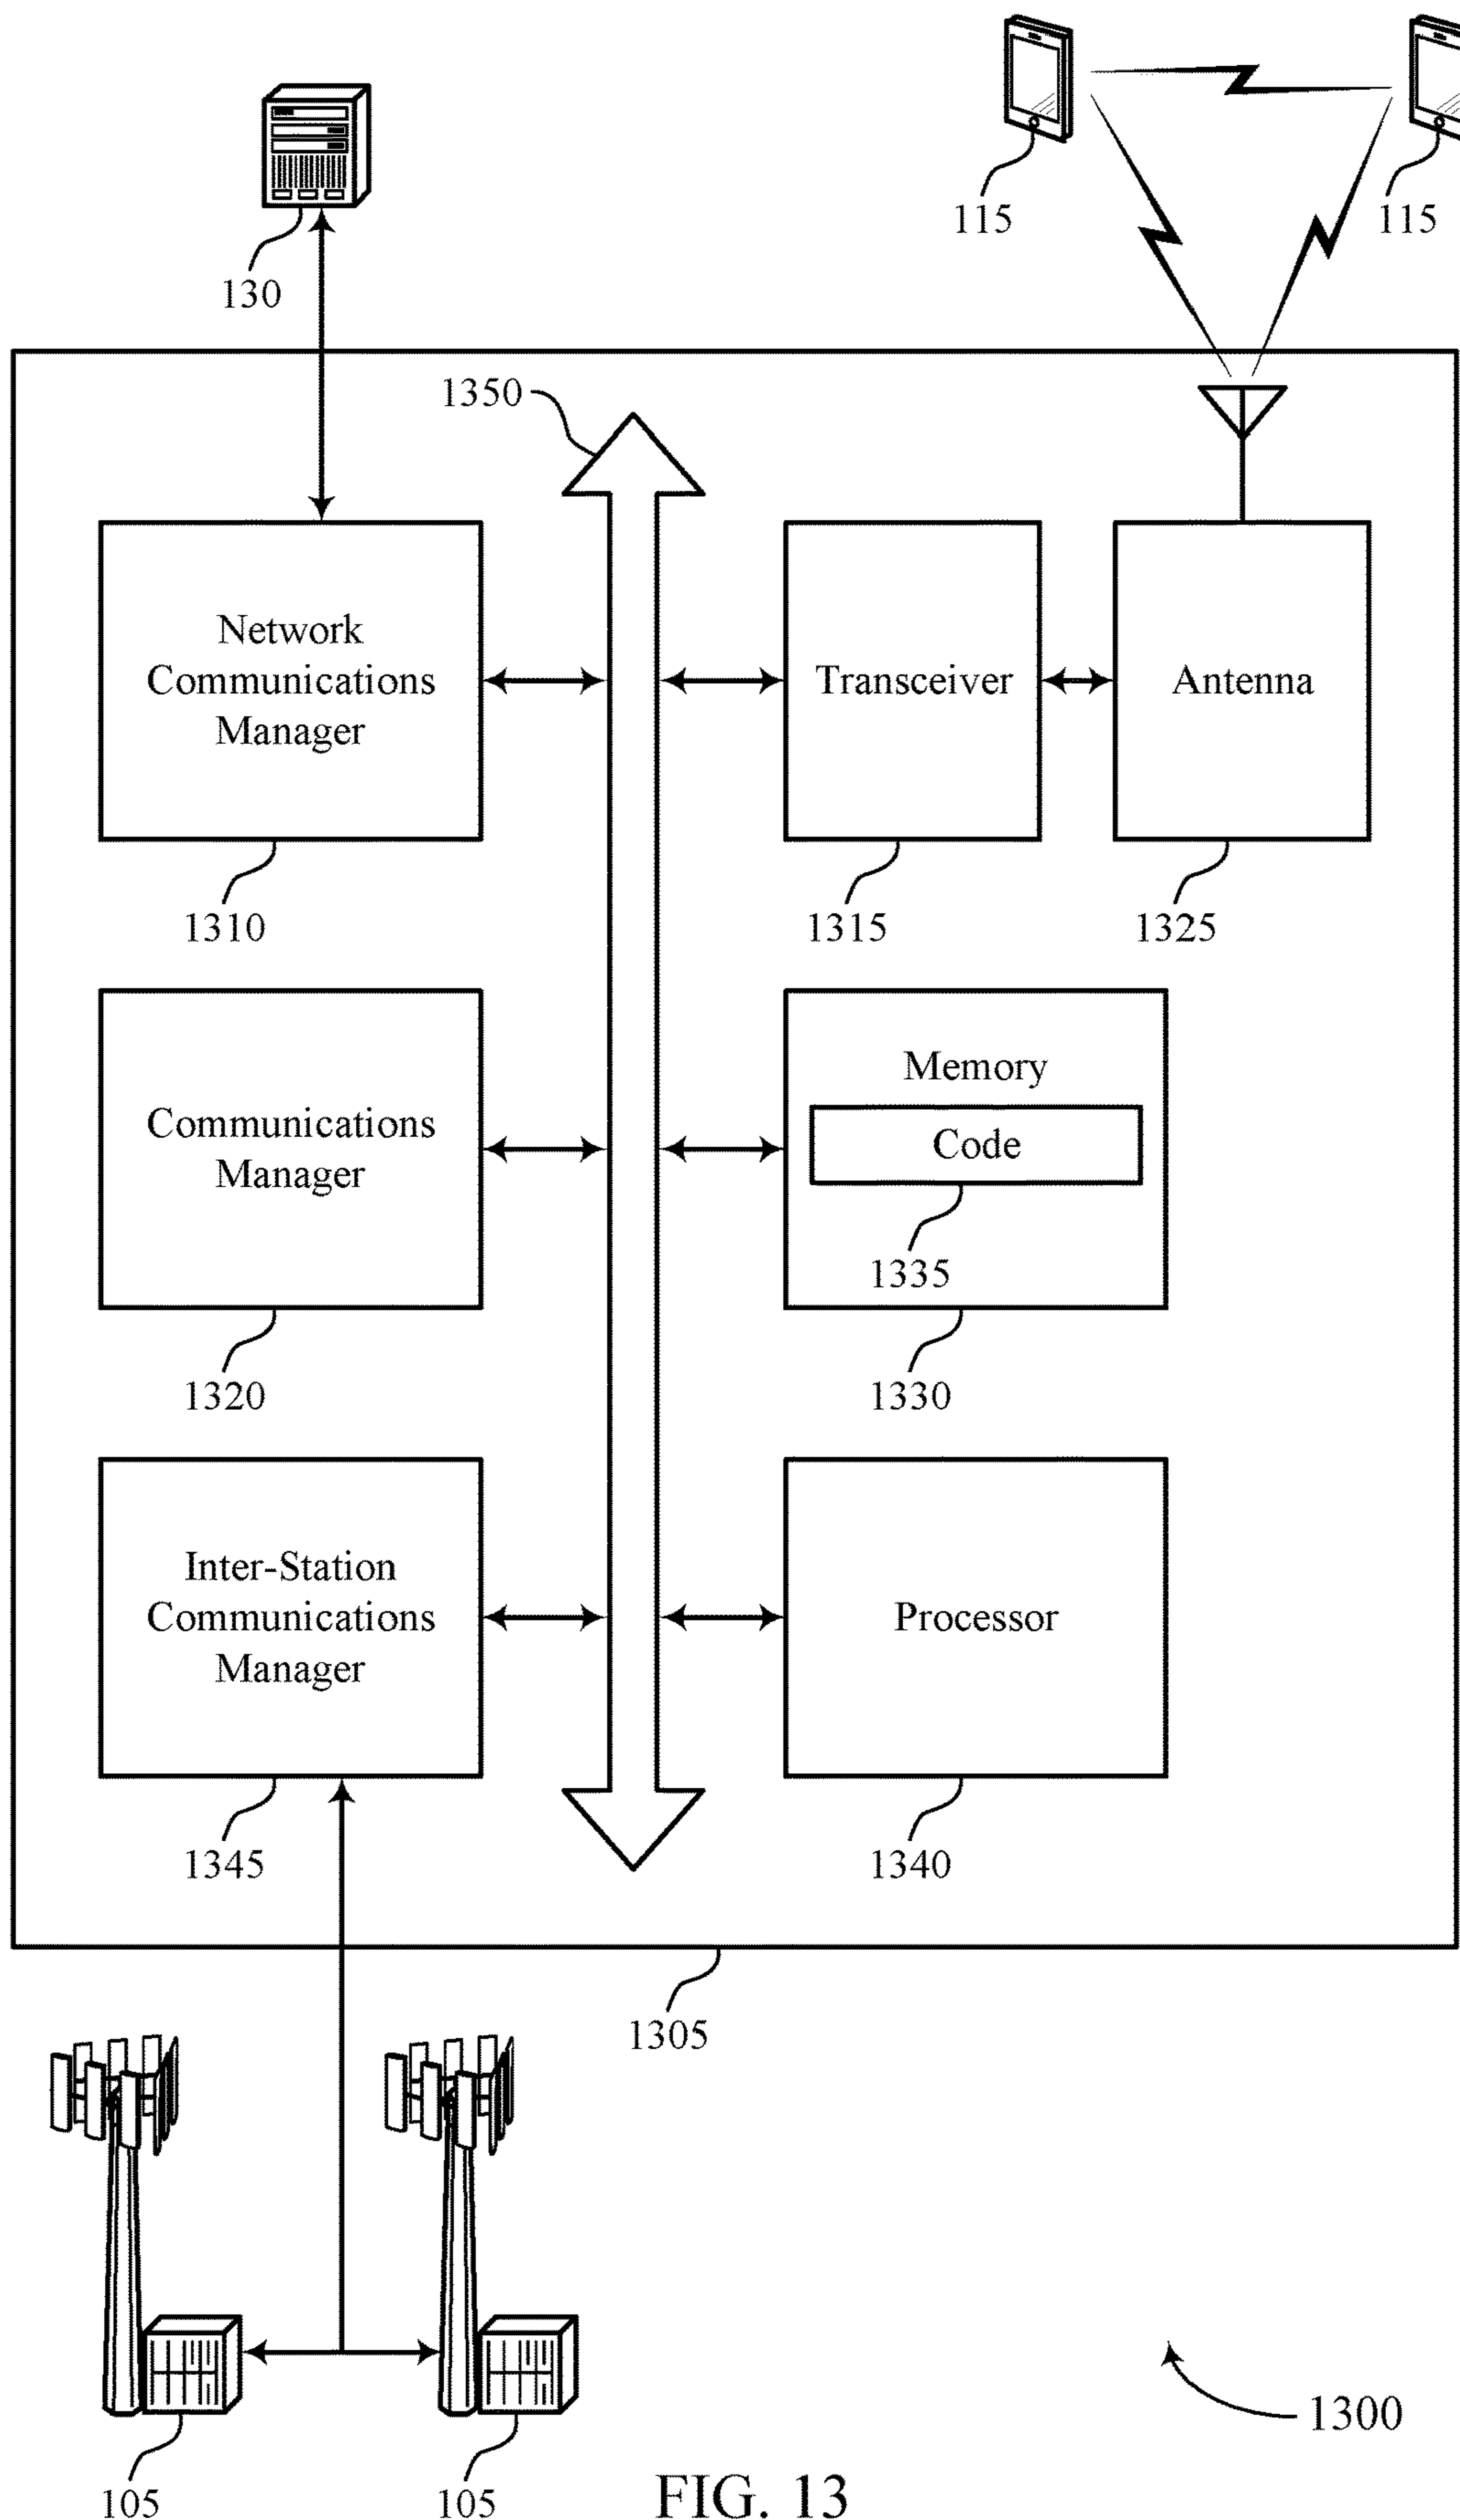 115
115
130
1350
Network
Communications
Manager
Transceiver
Antenna
1310
1315
1325
Communications
Manager
Memory
Code
1335
1320
1330
Inter-Station
Communications
Manager
Processor
1345
1340
1305
1300
105
105
FIG. 13